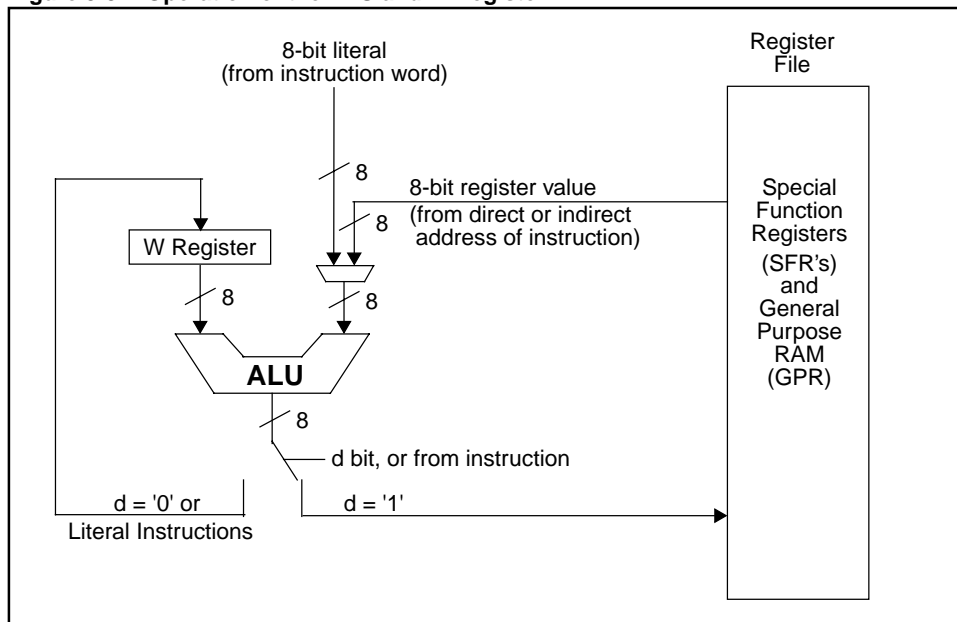 8-bit literal
(from instruction word)
Register
File
8
8-bit register value
8
(from direct or indirect
address of instruction)
W Register
8
8
Special
Function
Registers
(SFR's)
and
General
Purpose
RAM
(GPR)
ALU
8
d bit, or from instruction
d = '0' or
Literal Instructions
d = '1'